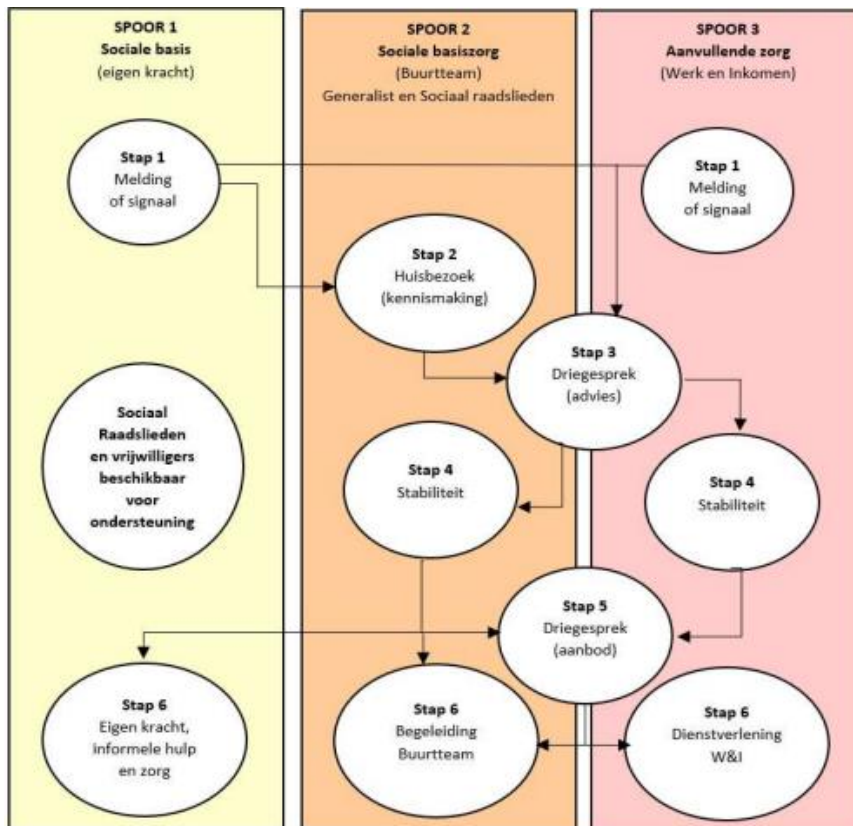 SPOOR 1
Sociale basis
(eigen kracht)
SPOOR 2
Sociale basiszorg
(Buurtteam)
Generalist en Sociaal raadslieden
SPOOR 3
Aanvullende zorg
(Werk en Inkomen)
Stap 1
Melding
of signaal
Stap 1
Melding
of signaal
Stap 2
Huisbezoek
(kennismaking)
Stap 3
Driegesprek
(advies)
Sociaal
Raadslieden
en vrijwilligers
beschikbaar
voor
ondersteuning
Stap 4
Stabiliteit
Stap 4
Stabiliteit
Stap 5
Driegesprek
(aanbod)
Stap 6
Eigen kracht,
informele hulp
en zorg
Stap 6
Begeleiding
Buurtteam
Stap 6
Dienstverlening
W&I